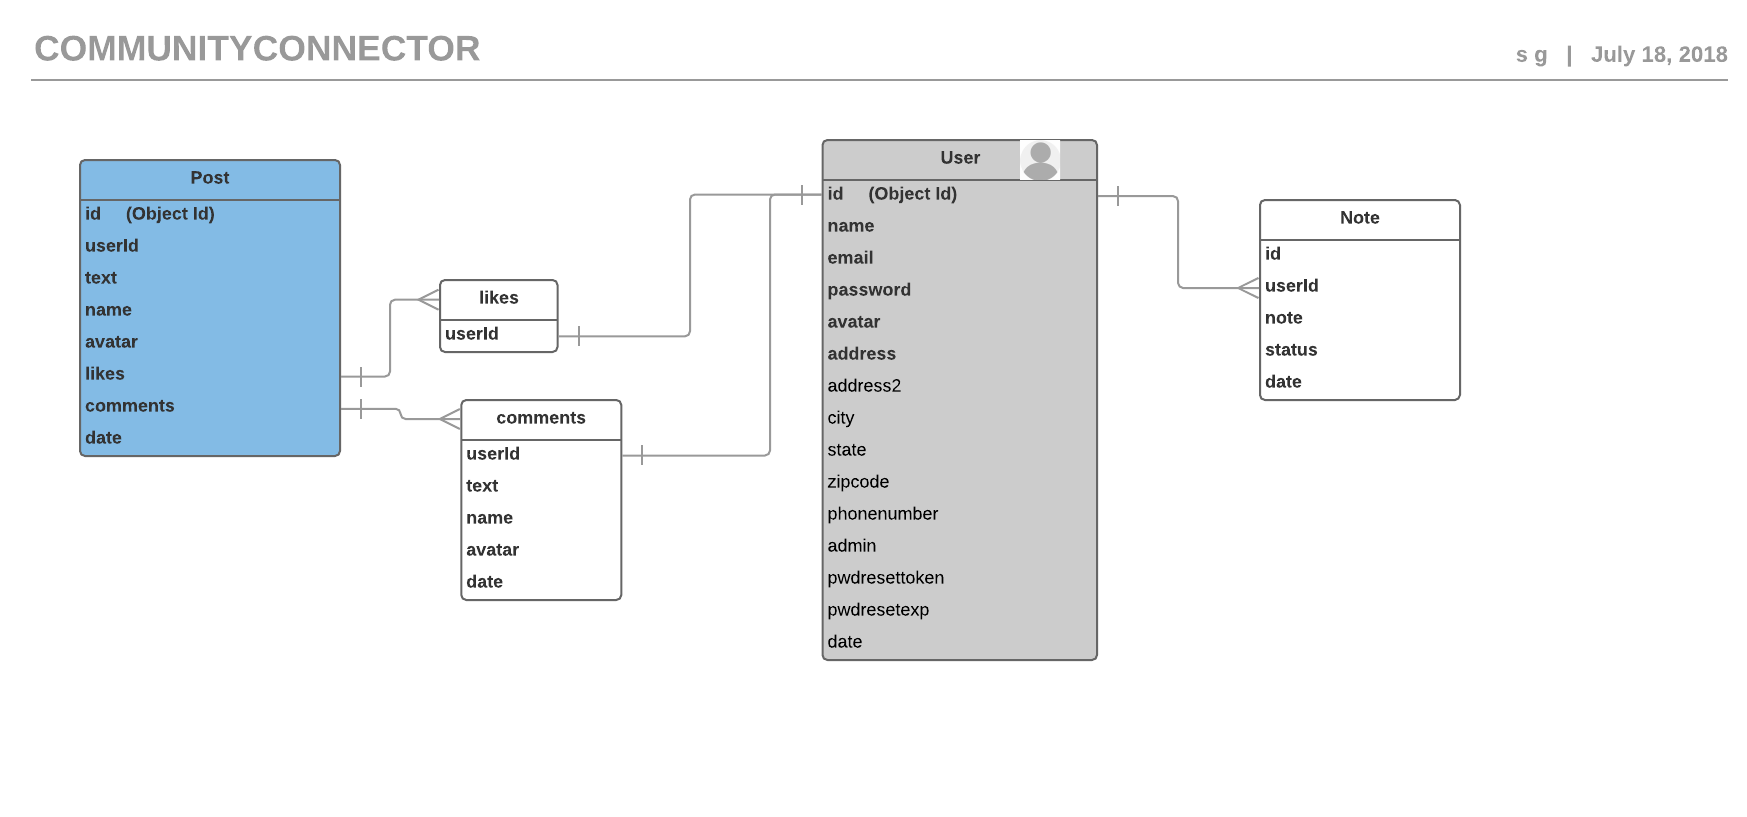 COMMUNITYCONNECTOR
s g | July 18, 2018
Post
id (Object Id)
userId
text
name
avatar
likes
comments
date
likes
userId
comments
userId
text
name
avatar
date
User
id (Object Id)
name
email
password
avatar
address
address2
city
state
zipcode
phonenumber
admin
pwdresettoken
pwdresetexp
date
Note
id
userId
note
status
date